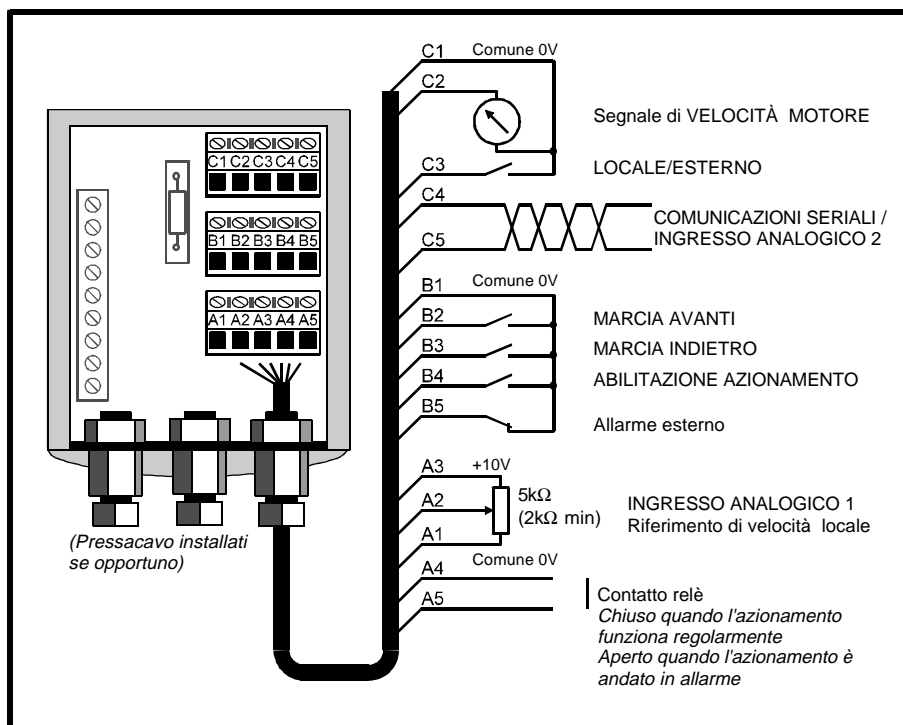 C1 Comune 0V
C2
Segnale di VELOCITÀ MOTORE
C3 LOCALE/ESTERNO
C4
COMUNICAZIONI SERIALI /
INGRESSO ANALOGICO 2
C5
B1 Comune 0V
B2 MARCIA AVANTI
B3 MARCIA INDIETRO
B4 ABILITAZIONE AZIONAMENTO
B5 Allarme esterno
A3 +10V
A2 5kΩ
(2kΩ min)
INGRESSO ANALOGICO 1
Riferimento di velocità locale
A1
Comune 0V
A4
A5
Contatto relè
Chiuso quando l'azionamento
funziona regolarmente
Aperto quando l'azionamento è
andato in allarme
C1 C2 C3 C4 C5
B1 B2 B3 B4 B5
A1 A2 A3 A4 A5
(Pressacavo installati
se opportuno)